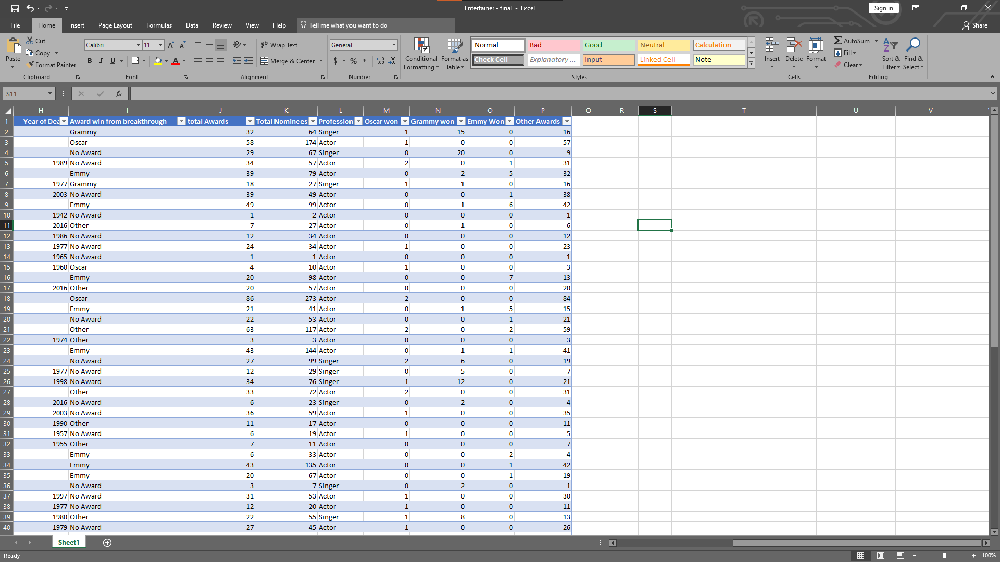 Entertainer - final - Excel
Sign in
File Home Insert Page Layout Formulas Data Review View Help Tell me what you want to do Share
Paste
Cut
Copy
Format Painter
Clipboard
Calibri 11
B I U
Font
ab Wrap Text
Merge & Center
Alignment
General
$ % ,
Number
Conditional Formatting
Format as Table
Normal Bad Good Neutral Calculation
Check Cell Explanatory ... Input Linked Cell Note
Styles
Insert Delete Format
Cells
AutoSum
Fill
Clear
Sort & Filter
Find & Select
Editing
S11 fx
H I J K L M N O P Q R S T U V
1 Year of Dea Award win from breakthrough total Awards Total Nominees Profession Oscar won Grammy won Emmy Won Other Awards
2 Grammy 32 64 Singer 1 15 0 16
3 Oscar 58 174 Actor 1 0 0 57
4 No Award 29 67 Singer 0 20 0 9
5 1989 No Award 34 57 Actor 2 0 1 31
6 Emmy 39 79 Actor 0 2 5 32
7 1977 Grammy 18 27 Singer 1 1 0 16
8 2003 No Award 39 49 Actor 0 0 1 38
9 Emmy 49 99 Actor 0 1 6 42
10 1942 No Award 1 2 Actor 0 0 0 1
11 2016 Other 7 27 Actor 0 1 0 6
12 1986 No Award 12 34 Actor 0 0 0 12
13 1977 No Award 24 34 Actor 1 0 0 23
14 1965 No Award 1 1 Actor 0 0 0 1
15 1960 Oscar 4 10 Actor 1 0 0 3
16 Emmy 20 98 Actor 0 0 7 13
17 2016 Other 20 57 Actor 0 0 0 20
18 Oscar 86 273 Actor 2 0 0 84
19 Emmy 21 41 Actor 0 1 5 15
20 No Award 22 53 Actor 0 0 1 21
21 Other 63 117 Actor 2 0 2 59
22 1974 Other 3 3 Actor 0 0 0 3
23 Emmy 43 144 Actor 0 1 1 41
24 No Award 27 99 Singer 2 6 0 19
25 1977 No Award 12 29 Singer 0 5 0 7
26 1998 No Award 34 76 Singer 1 12 0 21
27 Other 33 72 Actor 2 0 0 31
28 2016 No Award 6 23 Singer 0 2 0 4
29 2003 No Award 36 59 Actor 1 0 0 35
30 1990 Other 11 17 Actor 0 0 0 11
31 1957 No Award 6 19 Actor 1 0 0 5
32 1955 Other 7 11 Actor 0 0 0 7
33 Emmy 6 33 Actor 0 0 2 4
34 Emmy 43 135 Actor 0 0 1 42
35 Emmy 20 67 Actor 0 0 1 19
36 No Award 3 7 Singer 0 2 0 1
37 1997 No Award 31 53 Actor 1 0 0 30
38 1977 No Award 12 20 Actor 1 0 0 11
39 1980 Other 22 55 Singer 1 8 0 13
40 1979 No Award 27 45 Actor 1 0 0 26
Sheet1
Ready
100%